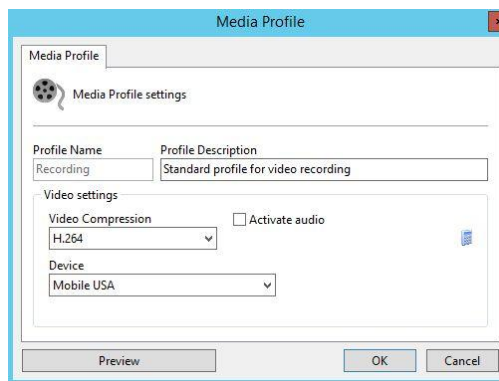 Media Profile
Media Profile
Media Profile settings
Profile Name Profile Description
Recording Standard profile for video recording
Video settings
Video Compression Activate audio
H.264
Device
Mobile USA
Preview OK Cancel